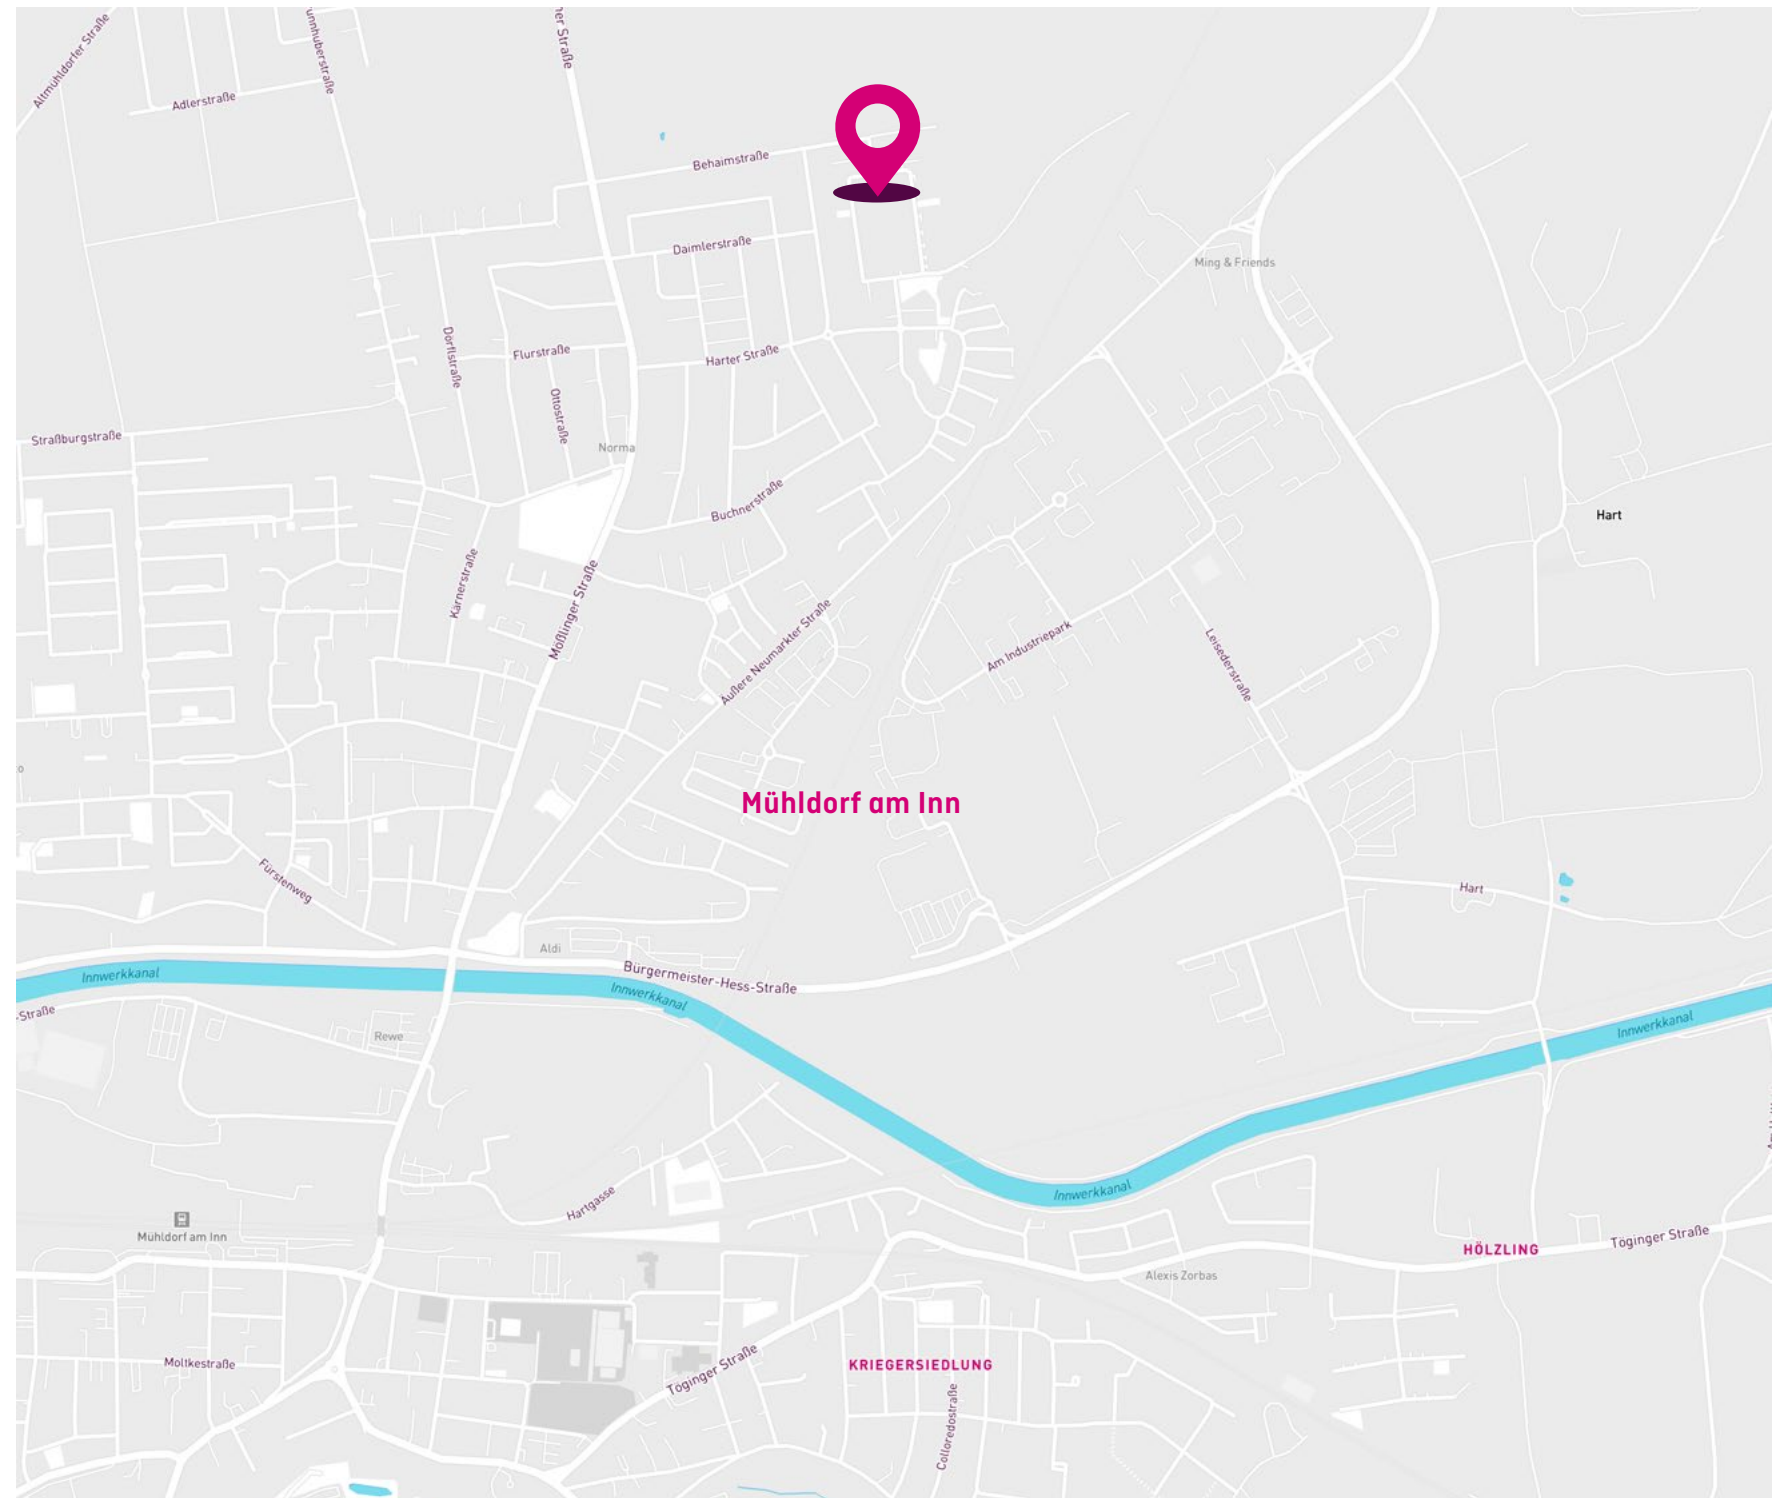 Altmühldorfer Straße
Adlerstraße
Behaimstraße
Daimlerstraße
Ming & Friends
Dörflstraße
Flurstraße
Harter Straße
Ottostraße
Straßburgstraße
Norma
Buchnerstraße
Hart
Kärnerstraße
Mößlinger Straße
Äußere Neumarkter Straße
Am Industriepark
Leisederstraße
Mühldorf am Inn
Fürstenweg
Hart
Aldi
Innwerkkanal
Bürgermeister-Hess-Straße
Innwerkkanal
-Straße
Rewe
Innwerkkanal
Hartgasse
Innwerkkanal
Mühldorf am Inn
HÖLZLING
Töginger Straße
Alexis Zorbas
Moltkestraße
Töginger Straße
KRIEGERSIEDLUNG
Colloredostraße